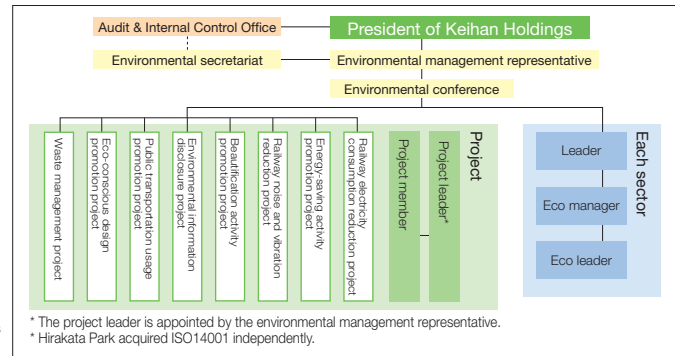 Audit & Internal Control Office
President of Keihan Holdings
Environmental secretariat
Environmental management representative
Environmental conference
Waste management project
Eco-conscious design
promotion project
Public transportation usage
promotion project
Environmental information
disclosure project
Beautification activity
promotion project
Railway noise and vibration
reduction project
Energy-saving activity
promotion project
Railway electricity
consumption reduction project
Project member
Project leader*
Project
Leader
Eco manager
Eco leader
Each sector
* The project leader is appointed by the environmental management representative.
* Hirakata Park acquired ISO14001 independently.